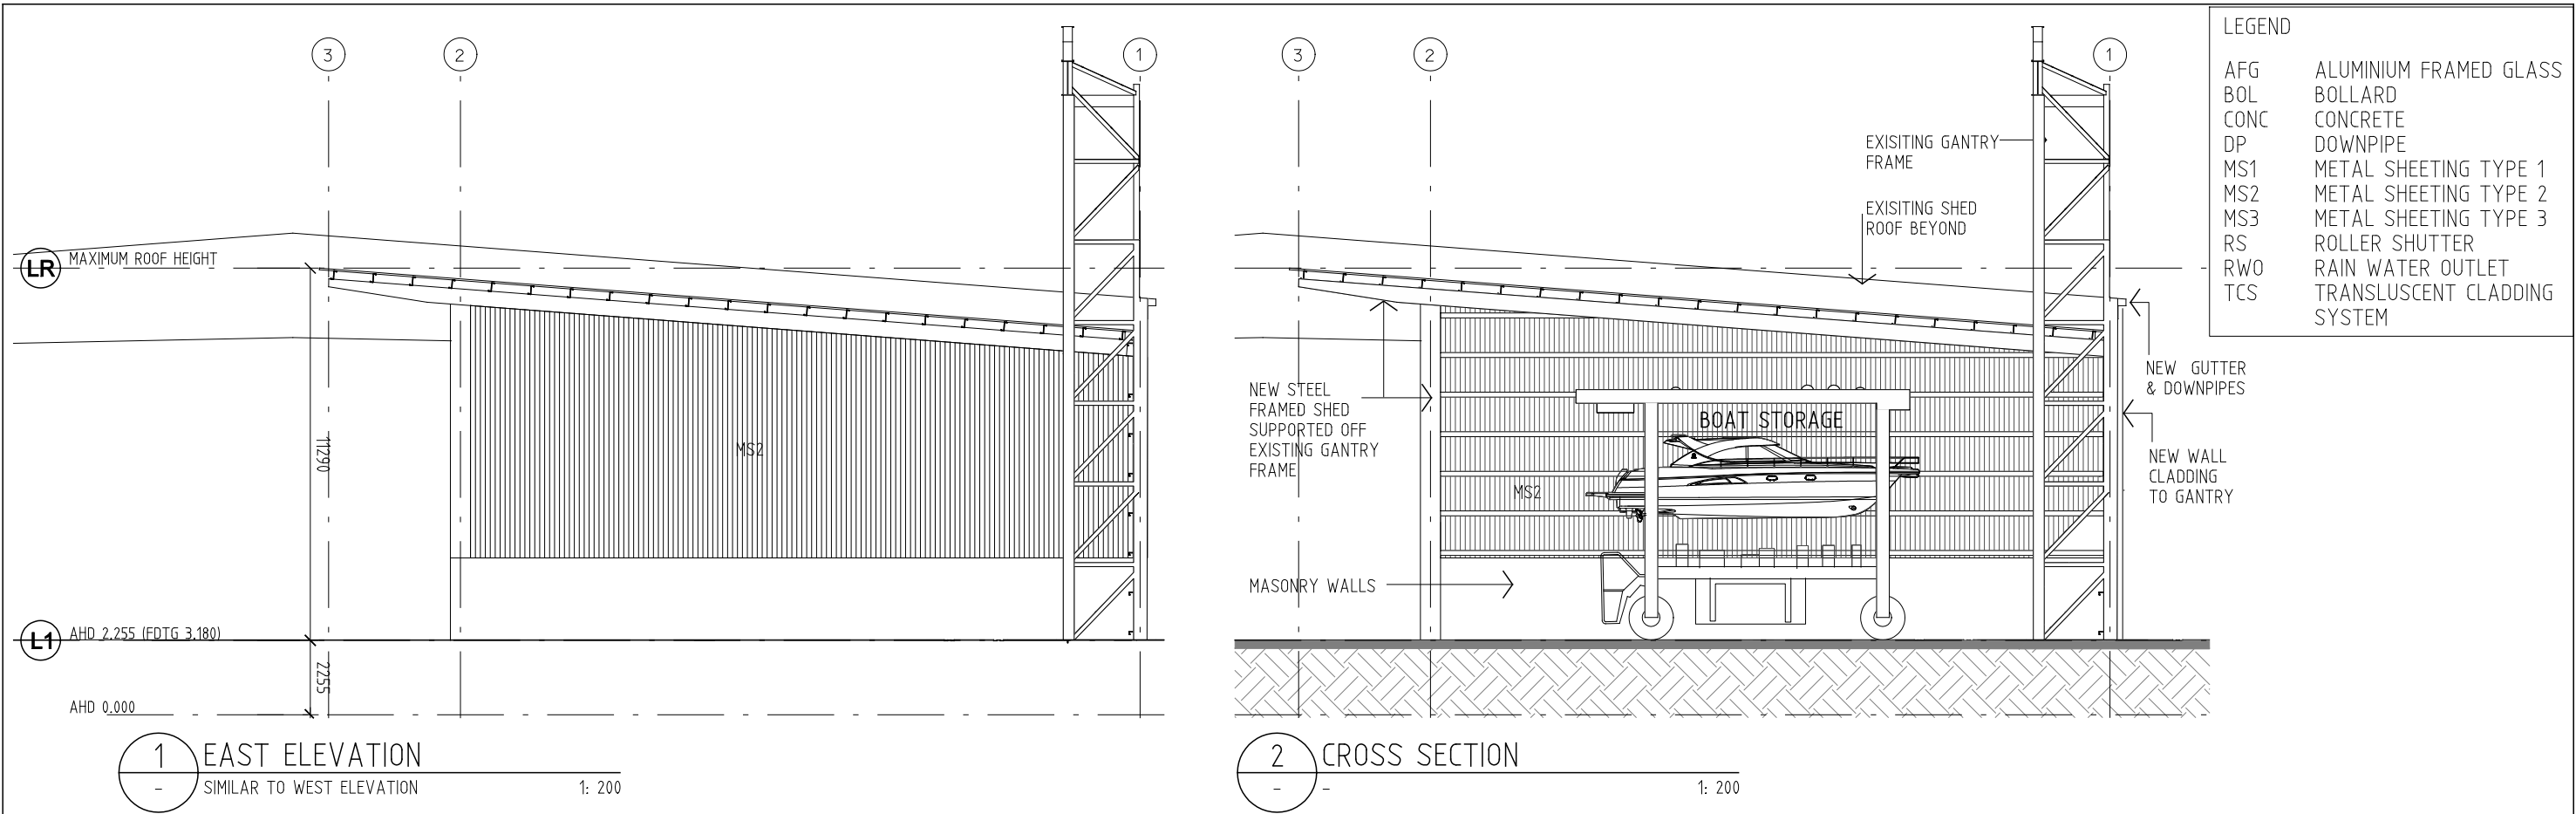 3
2
1
LR
MAXIMUM ROOF HEIGHT
11290
MS2
L1
AHD 2.255 (FDTG 3.180)
2255
AHD 0.000
1
-
EAST ELEVATION
SIMILAR TO WEST ELEVATION
1: 200
3
2
1
EXISITING GANTRY
FRAME
EXISITING SHED
ROOF BEYOND
NEW STEEL
FRAMED SHED
SUPPORTED OFF
EXISTING GANTRY
FRAME
BOAT STORAGE
MS2
MASONRY WALLS
NEW GUTTER
& DOWNPIPES
NEW WALL
CLADDING
TO GANTRY
2
-
CROSS SECTION
-
1: 200
LEGEND
AFG ALUMINIUM FRAMED GLASS
BOL BOLLARD
CONC CONCRETE
DP DOWNPIPE
MS1 METAL SHEETING TYPE 1
MS2 METAL SHEETING TYPE 2
MS3 METAL SHEETING TYPE 3
RS ROLLER SHUTTER
RWO RAIN WATER OUTLET
TCS TRANSLUSCENT CLADDING
SYSTEM